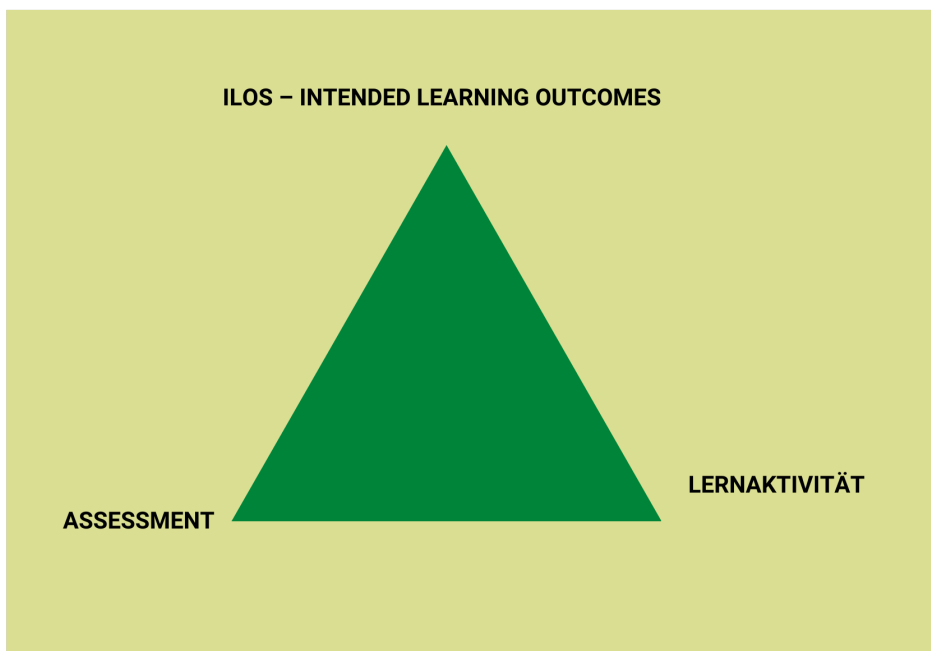 ILOS – INTENDED LEARNING OUTCOMES
LERNAKTIVITÄT
ASSESSMENT